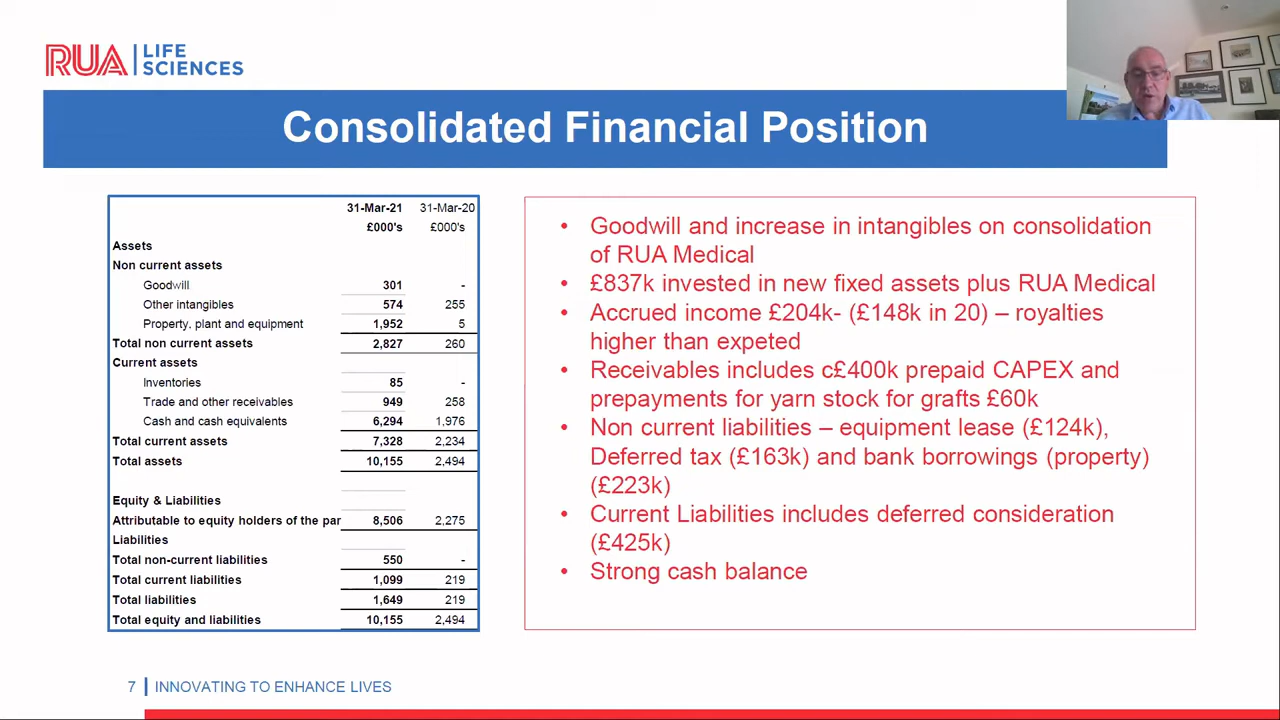 RUA LIFE SCIENCES
Consolidated Financial Position
31-Mar-21 31-Mar-20
£000's £000's
Assets
Non current assets
Goodwill 301 -
Other intangibles 574 255
Property, plant and equipment 1,952 5
Total non current assets 2,827 260
Current assets
Inventories 85 -
Trade and other receivables 949 258
Cash and cash equivalents 6,294 1,976
Total current assets 7,328 2,234
Total assets 10,155 2,494
Equity & Liabilities
Attributable to equity holders of the par 8,506 2,275
Liabilities
Total non-current liabilities 550 -
Total current liabilities 1,099 219
Total liabilities 1,649 219
Total equity and liabilities 10,155 2,494
• Goodwill and increase in intangibles on consolidation
of RUA Medical
• £837k invested in new fixed assets plus RUA Medical
• Accrued income £204k- (£148k in 20) – royalties
higher than expeted
• Receivables includes c£400k prepaid CAPEX and
prepayments for yarn stock for grafts £60k
• Non current liabilities – equipment lease (£124k),
Deferred tax (£163k) and bank borrowings (property)
(£223k)
• Current Liabilities includes deferred consideration
(£425k)
• Strong cash balance
7 INNOVATING TO ENHANCE LIVES